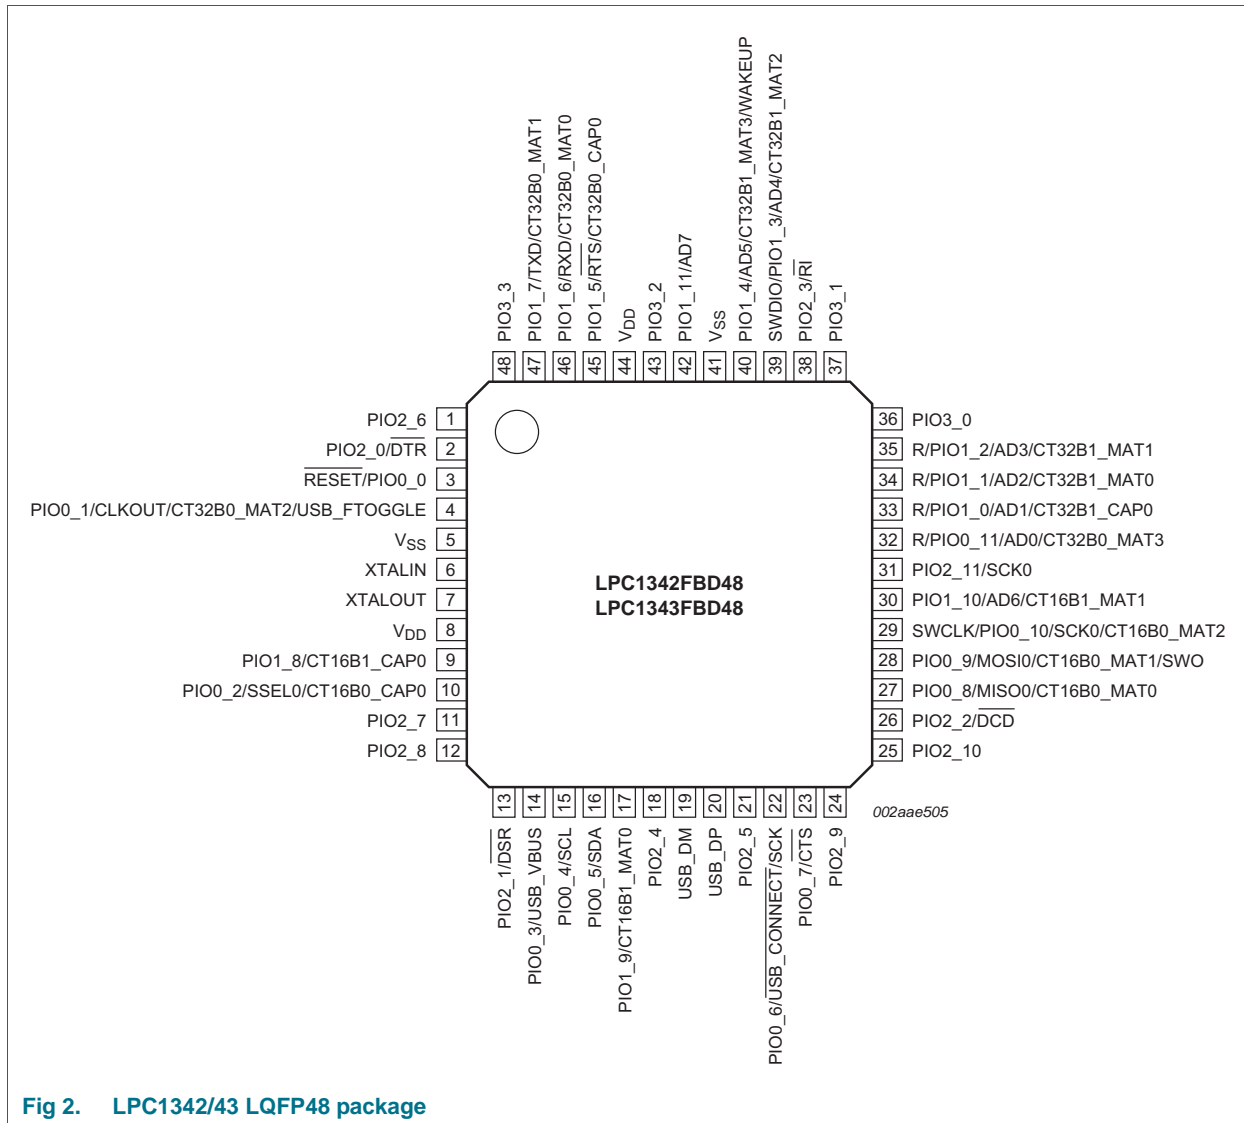 PIO3_3
PIO1_7/TXD/CT32B0_MAT1
PIO1_6/RXD/CT32B0_MAT0
PIO1_5/RTS/CT32B0_CAP0
VDD
PIO3_2
PIO1_11/AD7
VSS
PIO1_4/AD5/CT32B1_MAT3/WAKEUP
SWDIO/PIO1_3/AD4/CT32B1_MAT2
PIO2_3/RI
PIO3_1
48 47 46 45 44 43 42 41 40 39 38 37
PIO2_6 1
PIO2_0/DTR 2
RESET/PIO0_0 3
PIO0_1/CLKOUT/CT32B0_MAT2/USB_FTOGGLE 4
VSS 5
XTALIN 6
XTALOUT 7
VDD 8
PIO1_8/CT16B1_CAP0 9
PIO0_2/SSEL0/CT16B0_CAP0 10
PIO2_7 11
PIO2_8 12
LPC1342FBD48
LPC1343FBD48
36 PIO3_0
35 R/PIO1_2/AD3/CT32B1_MAT1
34 R/PIO1_1/AD2/CT32B1_MAT0
33 R/PIO1_0/AD1/CT32B1_CAP0
32 R/PIO0_11/AD0/CT32B0_MAT3
31 PIO2_11/SCK0
30 PIO1_10/AD6/CT16B1_MAT1
29 SWCLK/PIO0_10/SCK0/CT16B0_MAT2
28 PIO0_9/MOSI0/CT16B0_MAT1/SWO
27 PIO0_8/MISO0/CT16B0_MAT0
26 PIO2_2/DCD
25 PIO2_10
13 14 15 16 17 18 19 20 21 22 23 24
PIO2_1/DSR
PIO0_3/USB_VBUS
PIO0_4/SCL
PIO0_5/SDA
PIO1_9/CT16B1_MAT0
PIO2_4
USB_DM
USB_DP
PIO2_5
PIO0_6/USB_CONNECT/SCK
PIO0_7/CTS
PIO2_9
002aae505
Fig 2. LPC1342/43 LQFP48 package